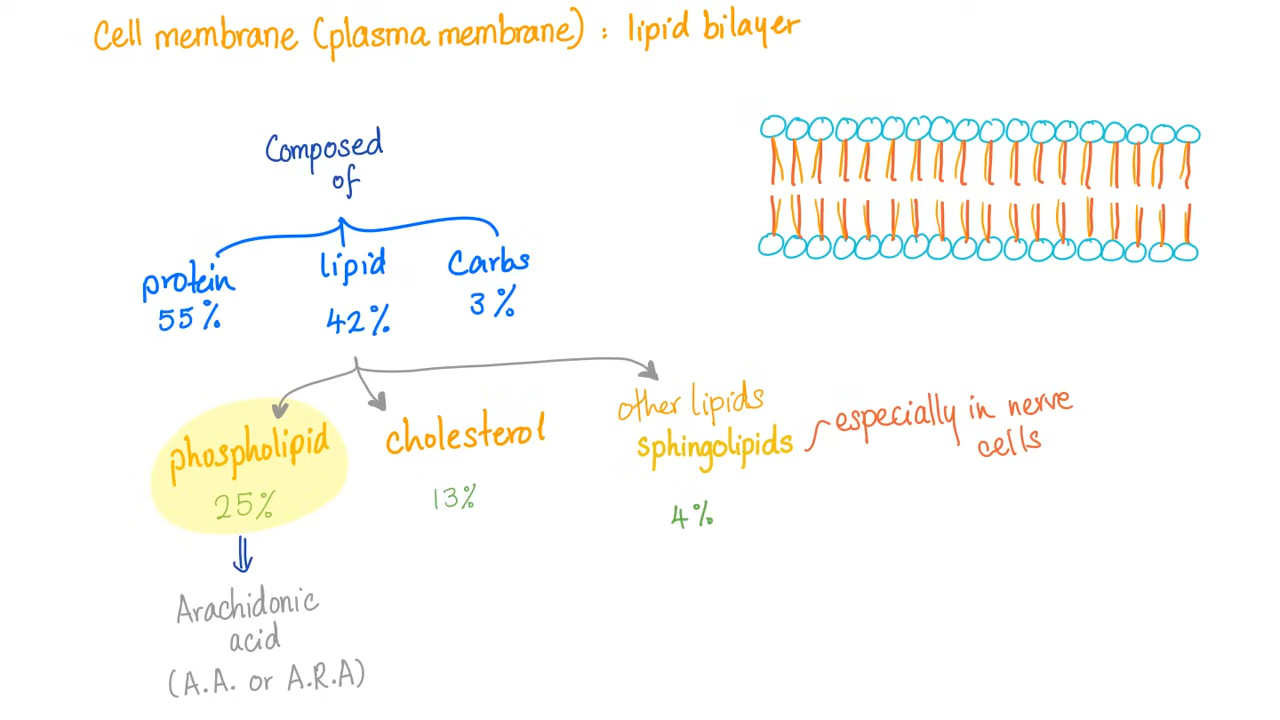 Cell membrane (plasma membrane) : lipid bilayer
Composed
of
protein
55%
lipid
42%
Carbs
3%
phospholipid
25%
cholesterol
13%
other lipids
sphingolipids
4%
especially in nerve
cells
Arachidonic
acid
(A.A. or A.R.A)